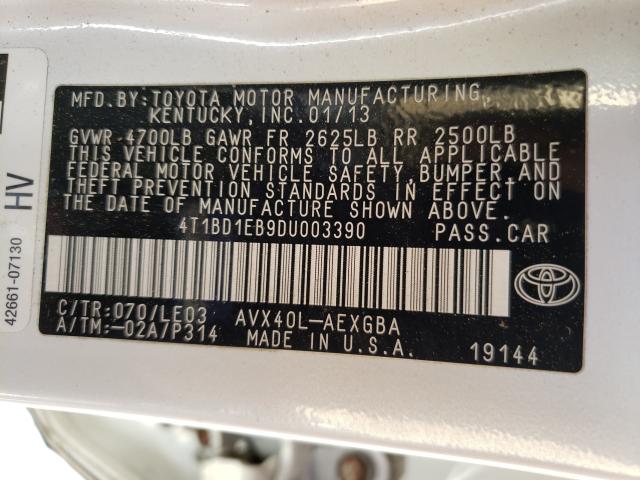 MFD.BY:TOYOTA MOTOR MANUFACTURING,
KENTUCKY,INC.01/13
GVWR 4700LB GAWR FR 2625LB RR 2500LB
THIS VEHICLE CONFORMS TO ALL APPLICABLE
FEDERAL MOTOR VEHICLE SAFETY, BUMPER AND
THEFT PREVENTION STANDARDS IN EFFECT ON
THE DATE OF MANUFACTURE SHOWN ABOVE.
4T1BD1EB9DU003390 PASS.CAR
C/TR:070/LE03 AVX40L-AEXGBA
A/TM:-02A7P314 MADE IN U.S.A. 19144
42661-07130 HV